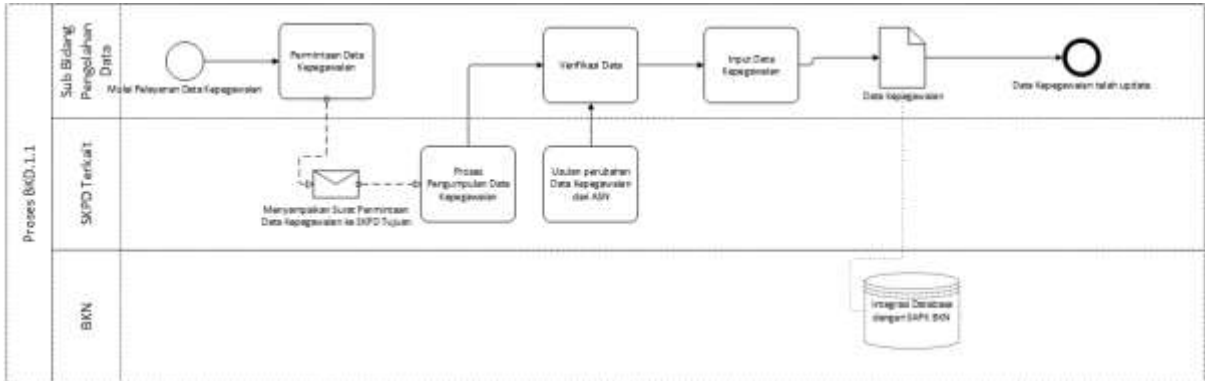 Proses BKD.1.1
Sub Bidang
Pengolahan
Data
Mulai Pelayanan Data Kepegawaian
Permintaan Data
Kepegawaian
Verifikasi Data
Input Data
Kepegawaian
Data Kepegawaian
Data Kepegawaian telah update
SKPD Terkait
Menyampaikan Surat Permintaan
Data Kepegawaian ke SKPD Tujuan
Proses
Pengumpulan Data
Kepegawaian
Usulan perubahan
Data Kepegawaian
dari ASN
BKN
Integrasi Database
dengan SAPK BKN